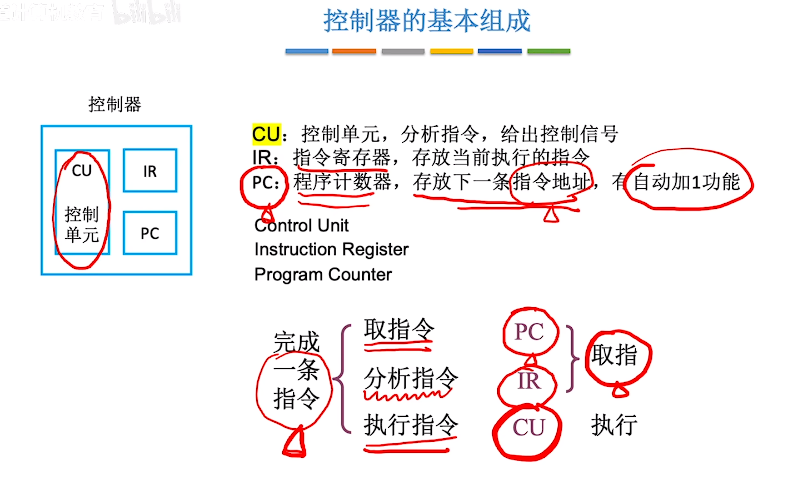 控制器的基本组成
控制器
CU
控制
单元
IR
PC
CU：控制单元，分析指令，给出控制信号
IR：指令寄存器，存放当前执行的指令
PC：程序计数器，存放下一条指令地址，有自动加1功能
Control Unit
Instruction Register
Program Counter
完成
一条
指令
取指令
分析指令
执行指令
PC
IR
CU
取指
执行